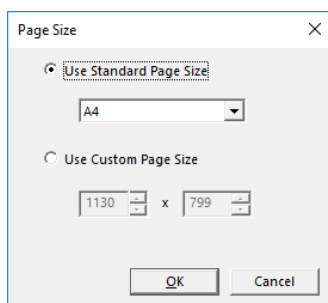 Page Size
Use Standard Page Size
A4
Use Custom Page Size
1130 x 799
OK Cancel